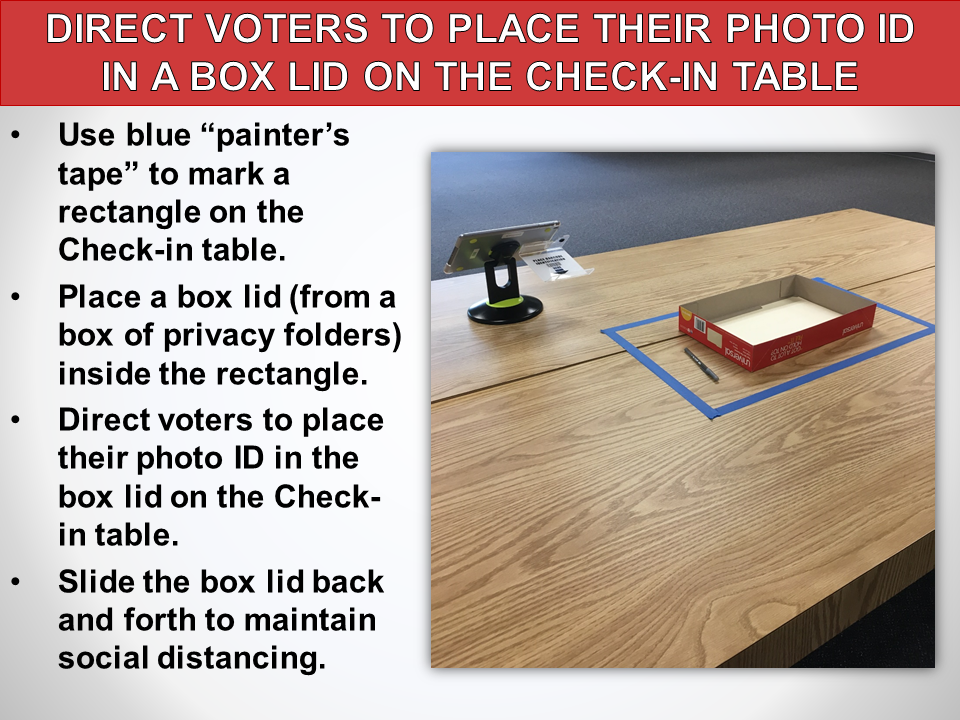 DIRECT VOTERS TO PLACE THEIR PHOTO ID
IN A BOX LID ON THE CHECK-IN TABLE
• Use blue “painter’s
tape” to mark a
rectangle on the
Check-in table.
• Place a box lid (from a
box of privacy folders)
inside the rectangle.
• Direct voters to place
their photo ID in the
box lid on the Check-
in table.
• Slide the box lid back
and forth to maintain
social distancing.
universal
universal